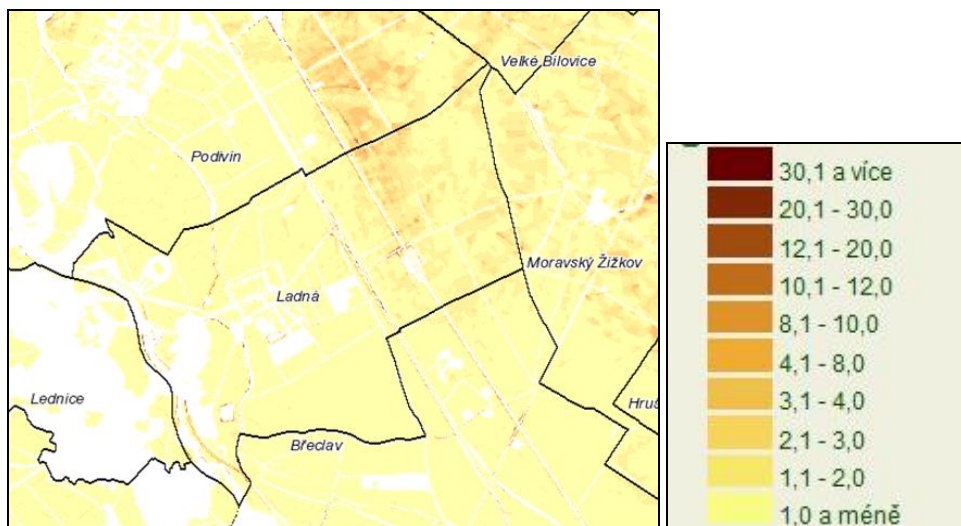 Velké Bílovice
Podivín
Moravský Žižkov
Ladná
Lednice
Hruš
Břeclav
30,1 a více
20,1 - 30,0
12,1 - 20,0
10,1 - 12,0
8,1 - 10,0
4,1 - 8,0
3,1 - 4,0
2,1 - 3,0
1,1 - 2,0
1,0 a méně